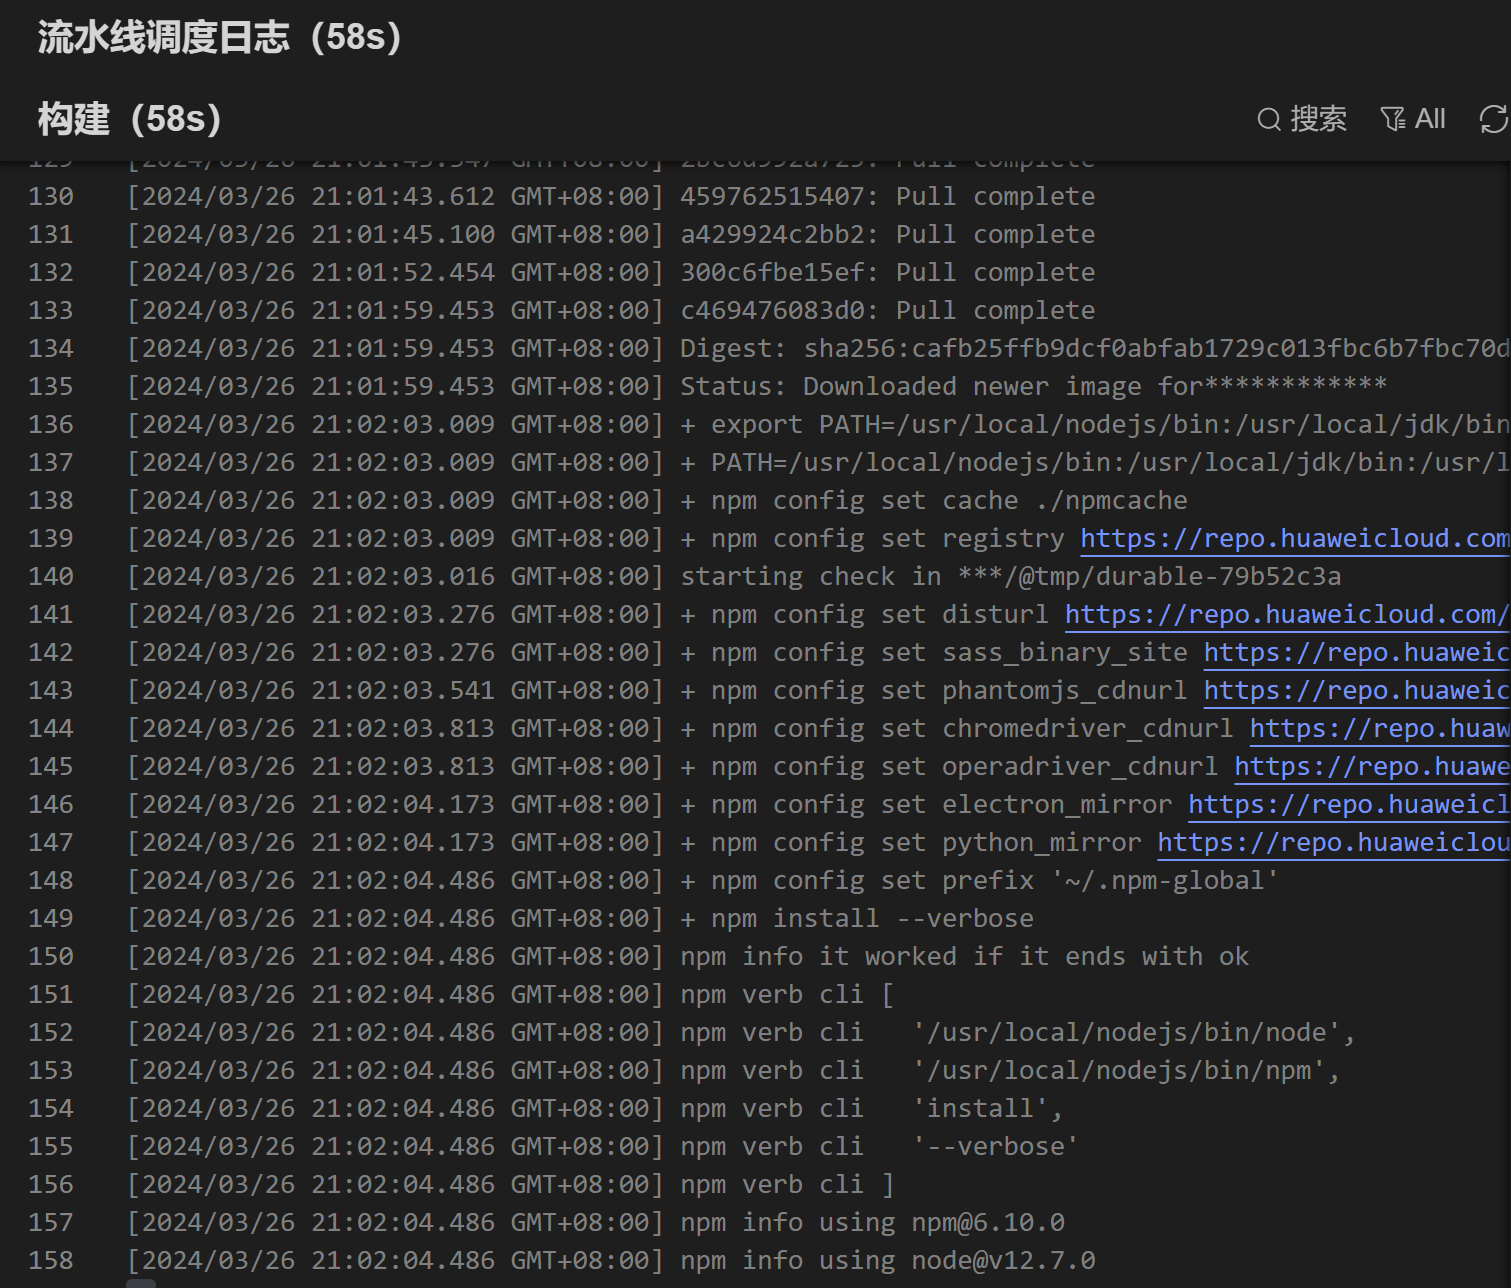 流水线调度日志（58s）
构建（58s）
搜索 All
129 [2024/03/26 21:01:43.347 GMT+08:00] 2bc6d992a729: Pull complete
130 [2024/03/26 21:01:43.612 GMT+08:00] 459762515407: Pull complete
131 [2024/03/26 21:01:45.100 GMT+08:00] a429924c2bb2: Pull complete
132 [2024/03/26 21:01:52.454 GMT+08:00] 300c6fbe15ef: Pull complete
133 [2024/03/26 21:01:59.453 GMT+08:00] c469476083d0: Pull complete
134 [2024/03/26 21:01:59.453 GMT+08:00] Digest: sha256:cafb25ffb9dcf0abfab1729c013fbc6b7fbc70d
135 [2024/03/26 21:01:59.453 GMT+08:00] Status: Downloaded newer image for************
136 [2024/03/26 21:02:03.009 GMT+08:00] + export PATH=/usr/local/nodejs/bin:/usr/local/jdk/bin
137 [2024/03/26 21:02:03.009 GMT+08:00] + PATH=/usr/local/nodejs/bin:/usr/local/jdk/bin:/usr/l
138 [2024/03/26 21:02:03.009 GMT+08:00] + npm config set cache ./npmcache
139 [2024/03/26 21:02:03.009 GMT+08:00] + npm config set registry https://repo.huaweicloud.com
140 [2024/03/26 21:02:03.016 GMT+08:00] starting check in ***/@tmp/durable-79b52c3a
141 [2024/03/26 21:02:03.276 GMT+08:00] + npm config set disturl https://repo.huaweicloud.com/
142 [2024/03/26 21:02:03.276 GMT+08:00] + npm config set sass_binary_site https://repo.huaweic
143 [2024/03/26 21:02:03.541 GMT+08:00] + npm config set phantomjs_cdnurl https://repo.huaweic
144 [2024/03/26 21:02:03.813 GMT+08:00] + npm config set chromedriver_cdnurl https://repo.huaw
145 [2024/03/26 21:02:03.813 GMT+08:00] + npm config set operadriver_cdnurl https://repo.huawe
146 [2024/03/26 21:02:04.173 GMT+08:00] + npm config set electron_mirror https://repo.huaweicl
147 [2024/03/26 21:02:04.173 GMT+08:00] + npm config set python_mirror https://repo.huaweiclou
148 [2024/03/26 21:02:04.486 GMT+08:00] + npm config set prefix '~/.npm-global'
149 [2024/03/26 21:02:04.486 GMT+08:00] + npm install --verbose
150 [2024/03/26 21:02:04.486 GMT+08:00] npm info it worked if it ends with ok
151 [2024/03/26 21:02:04.486 GMT+08:00] npm verb cli [
152 [2024/03/26 21:02:04.486 GMT+08:00] npm verb cli   '/usr/local/nodejs/bin/node',
153 [2024/03/26 21:02:04.486 GMT+08:00] npm verb cli   '/usr/local/nodejs/bin/npm',
154 [2024/03/26 21:02:04.486 GMT+08:00] npm verb cli   'install',
155 [2024/03/26 21:02:04.486 GMT+08:00] npm verb cli   '--verbose'
156 [2024/03/26 21:02:04.486 GMT+08:00] npm verb cli ]
157 [2024/03/26 21:02:04.486 GMT+08:00] npm info using npm@6.10.0
158 [2024/03/26 21:02:04.486 GMT+08:00] npm info using node@v12.7.0